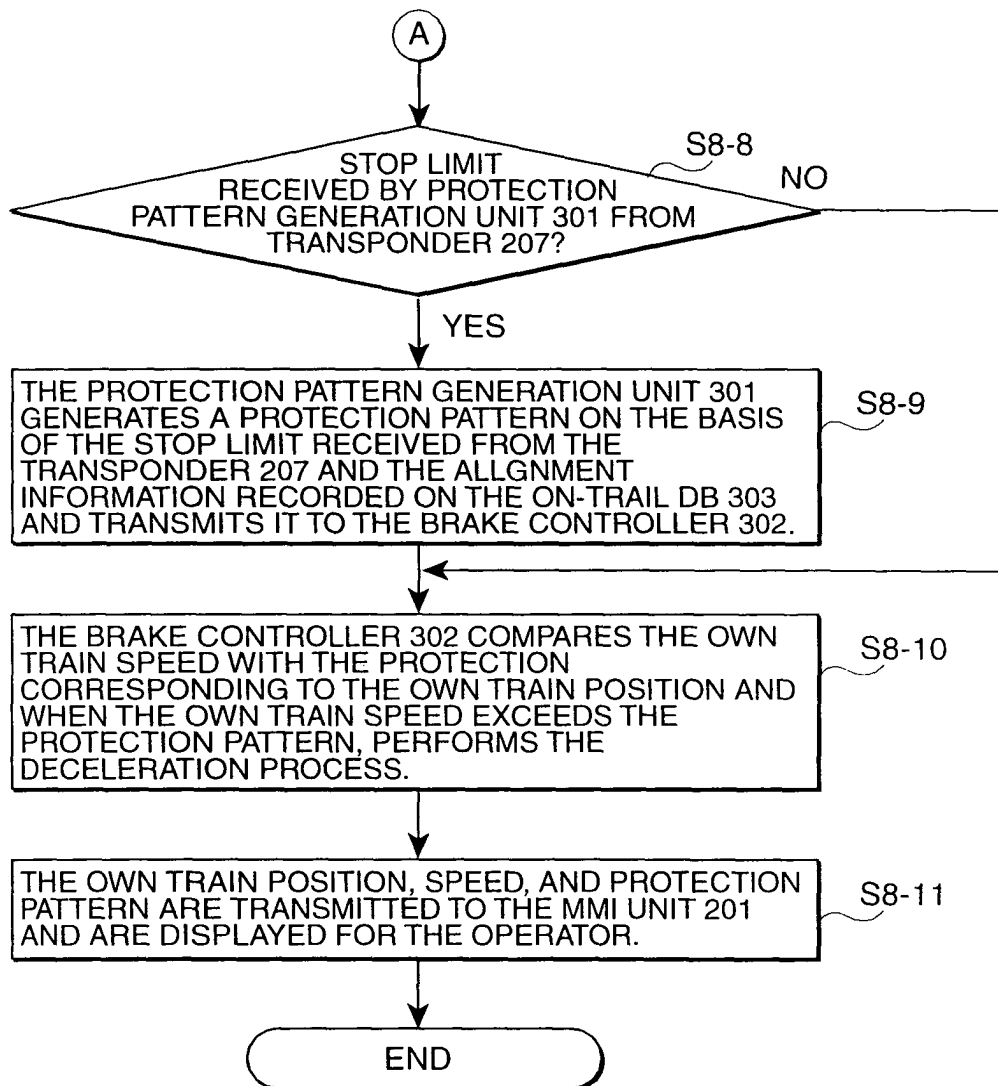 A
S8-8
NO
STOP LIMIT
RECEIVED BY PROTECTION
PATTERN GENERATION UNIT 301 FROM
TRANSPONDER 207?
YES
THE PROTECTION PATTERN GENERATION UNIT 301
GENERATES A PROTECTION PATTERN ON THE BASIS
OF THE STOP LIMIT RECEIVED FROM THE
TRANSPONDER 207 AND THE ALLGNMENT
INFORMATION RECORDED ON THE ON-TRAIL DB 303
AND TRANSMITS IT TO THE BRAKE CONTROLLER 302.
S8-9
THE BRAKE CONTROLLER 302 COMPARES THE OWN
TRAIN SPEED WITH THE PROTECTION
CORRESPONDING TO THE OWN TRAIN POSITION AND
WHEN THE OWN TRAIN SPEED EXCEEDS THE
PROTECTION PATTERN, PERFORMS THE
DECELERATION PROCESS.
S8-10
THE OWN TRAIN POSITION, SPEED, AND PROTECTION
PATTERN ARE TRANSMITTED TO THE MMI UNIT 201
AND ARE DISPLAYED FOR THE OPERATOR.
S8-11
END